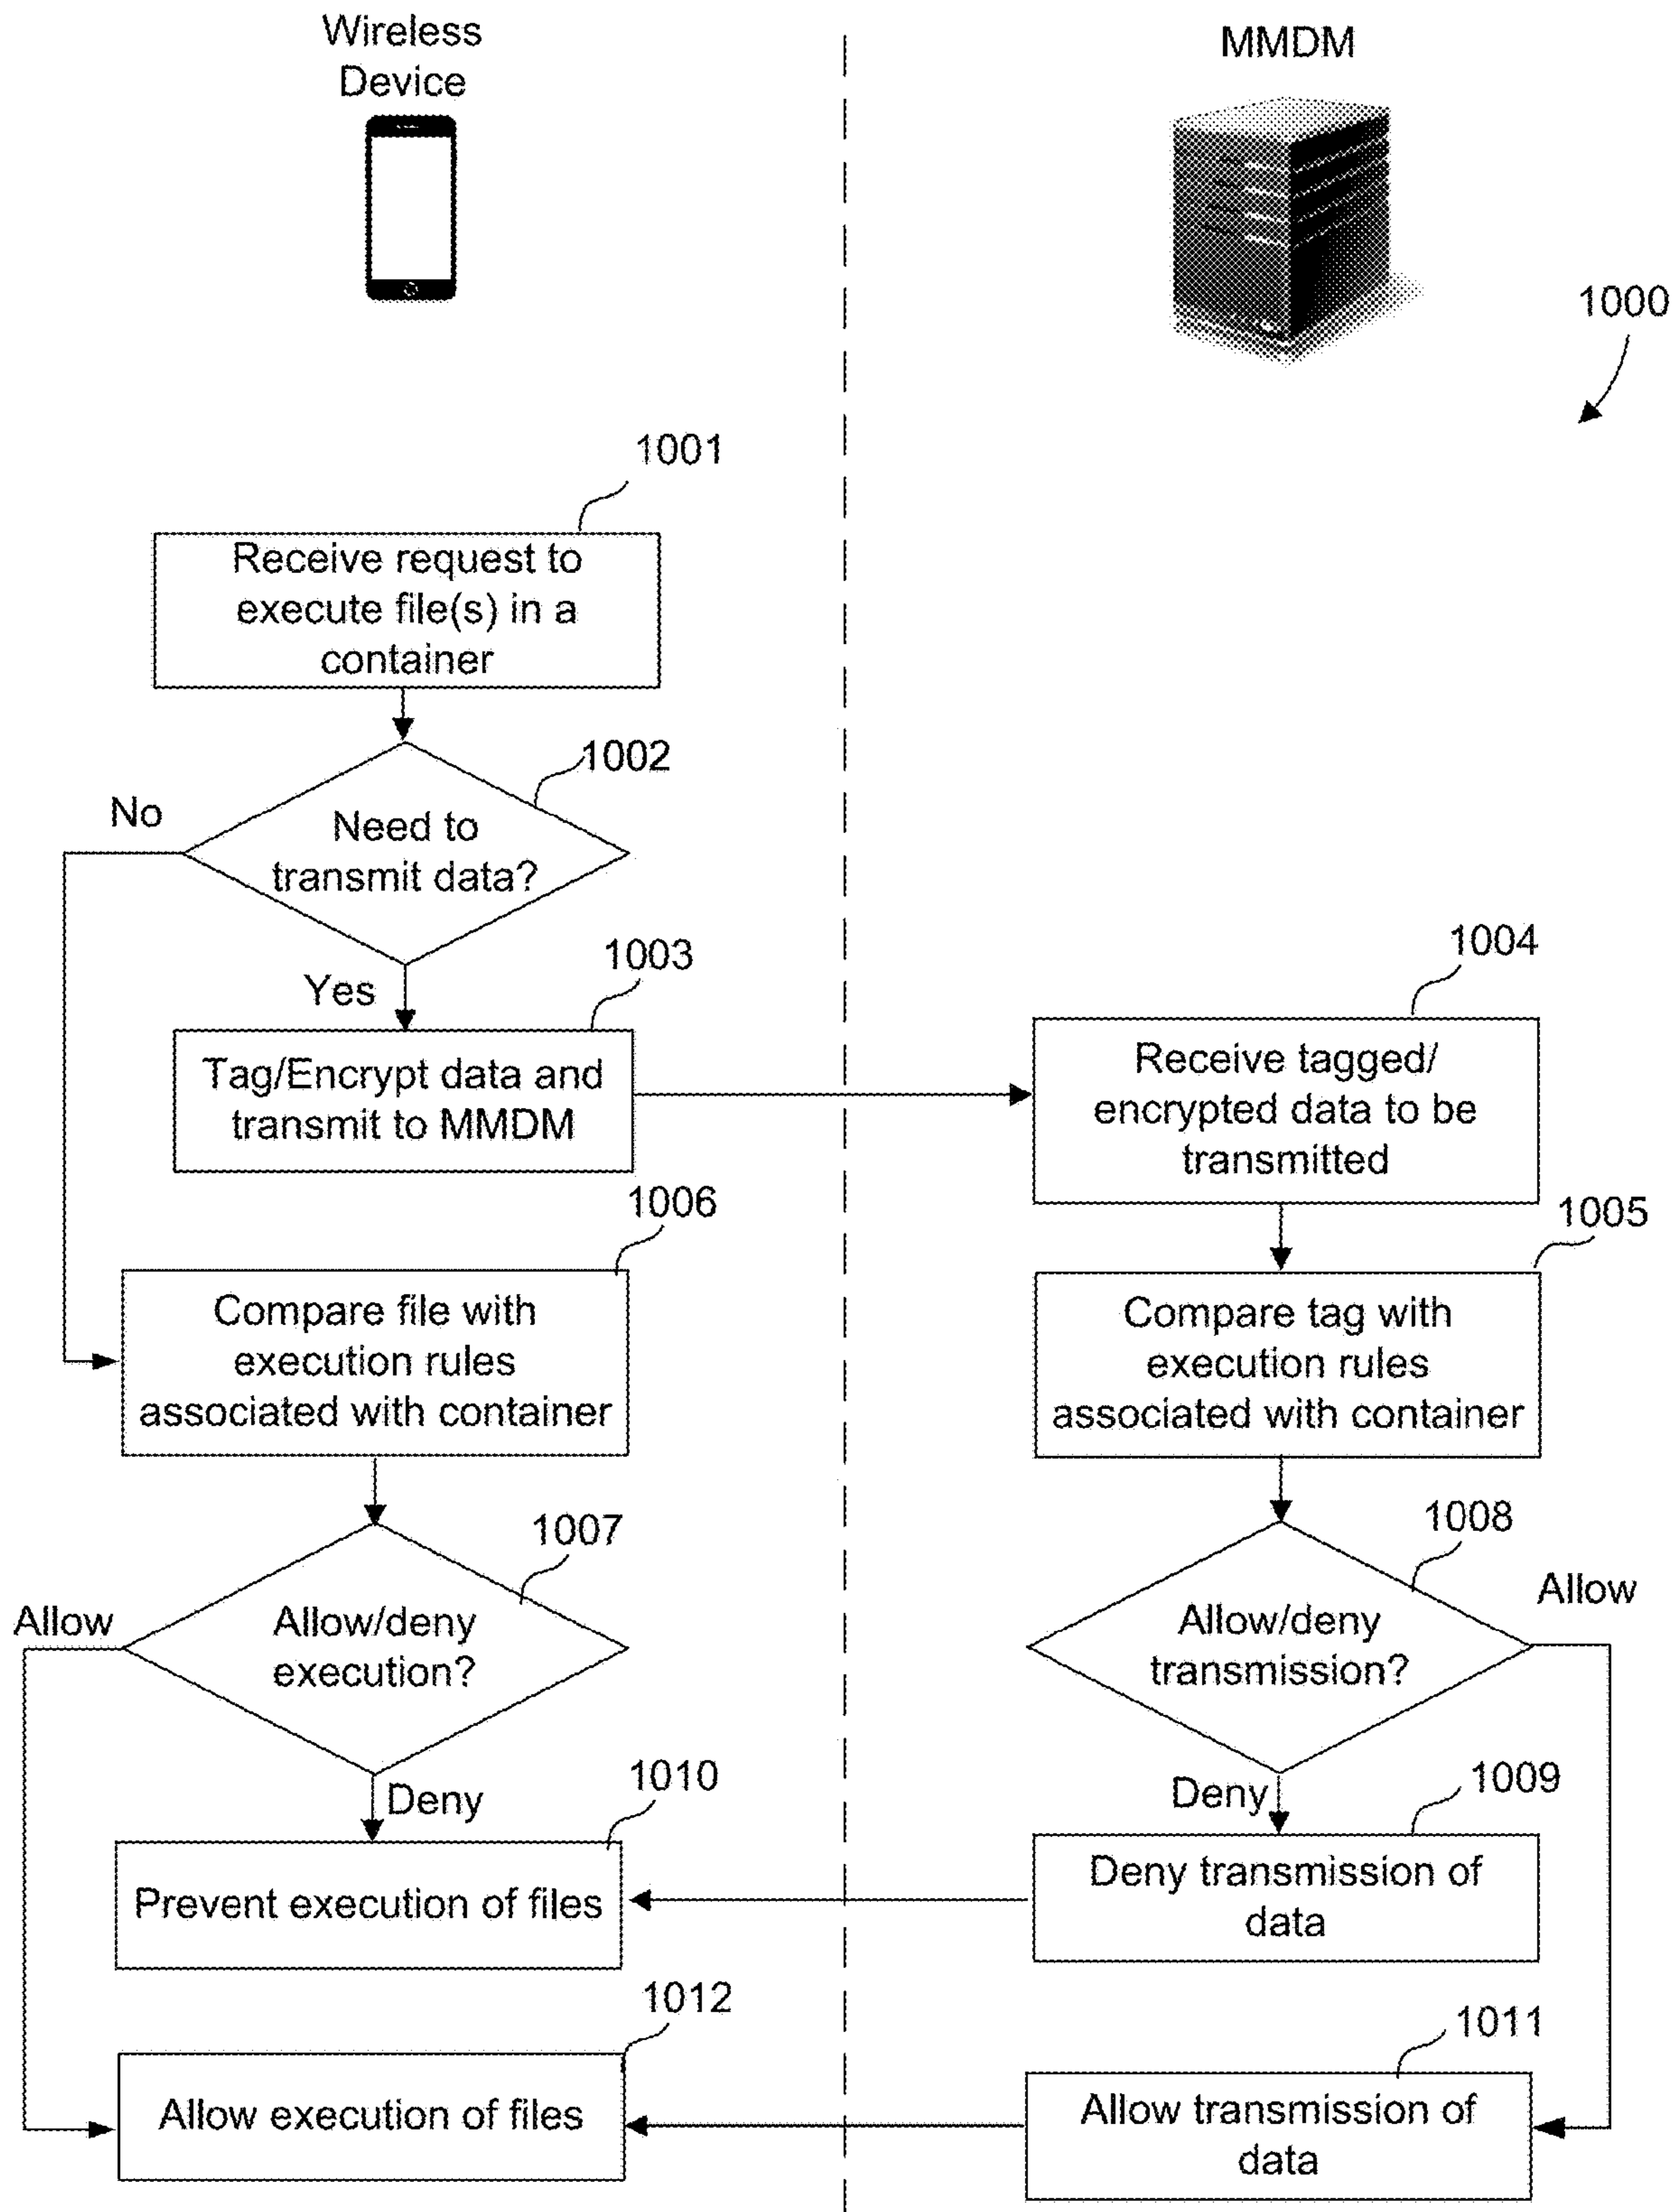 Wireless
Device
MMDM
1000
1001
Receive request to
execute file(s) in a
container
1002
No
Need to
transmit data?
Yes
1003
Tag/Encrypt data and
transmit to MMDM
1004
Receive tagged/
encrypted data to be
transmitted
1006
Compare file with
execution rules
associated with container
1005
Compare tag with
execution rules
associated with container
1007
Allow
Allow/deny
execution?
Deny
1008
Allow
Allow/deny
transmission?
Deny
1010
Prevent execution of files
1009
Deny transmission of
data
1012
Allow execution of files
1011
Allow transmission of
data